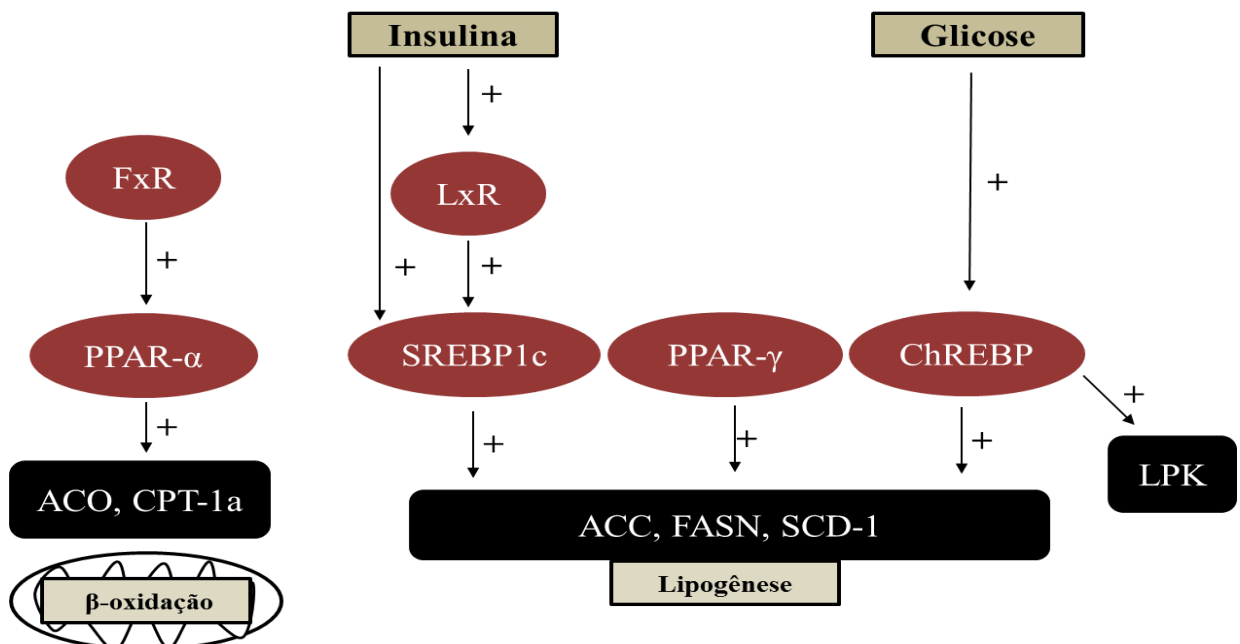 Insulina
Glicose
+
FxR
LxR
+
+
+
+
SREBP1c
PPAR-γ
ChREBP
PPAR-α
+
+
+
+
+
ACO, CPT-1a
LPK
ACC, FASN, SCD-1
Lipogênese
β-oxidação